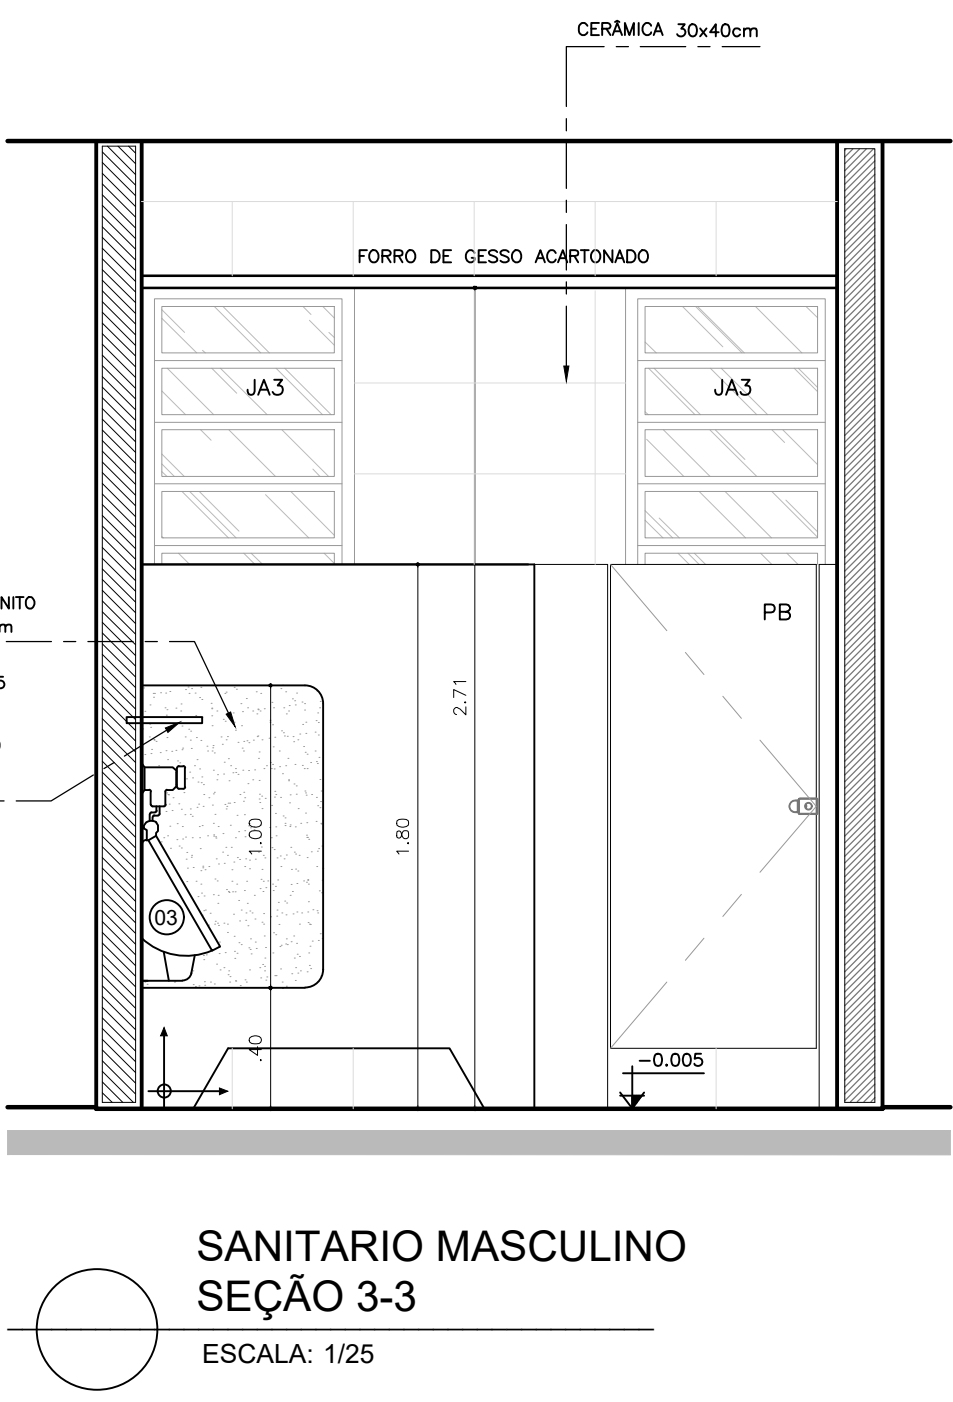 CERÂMICA 30x40cm
FORRO DE GESSO ACARTONADO
JA3
JA3
NITO
m
PB
2.71
1.00
1.80
03
.40
-0.005
SANITARIO MASCULINO
SEÇÃO 3-3
ESCALA: 1/25